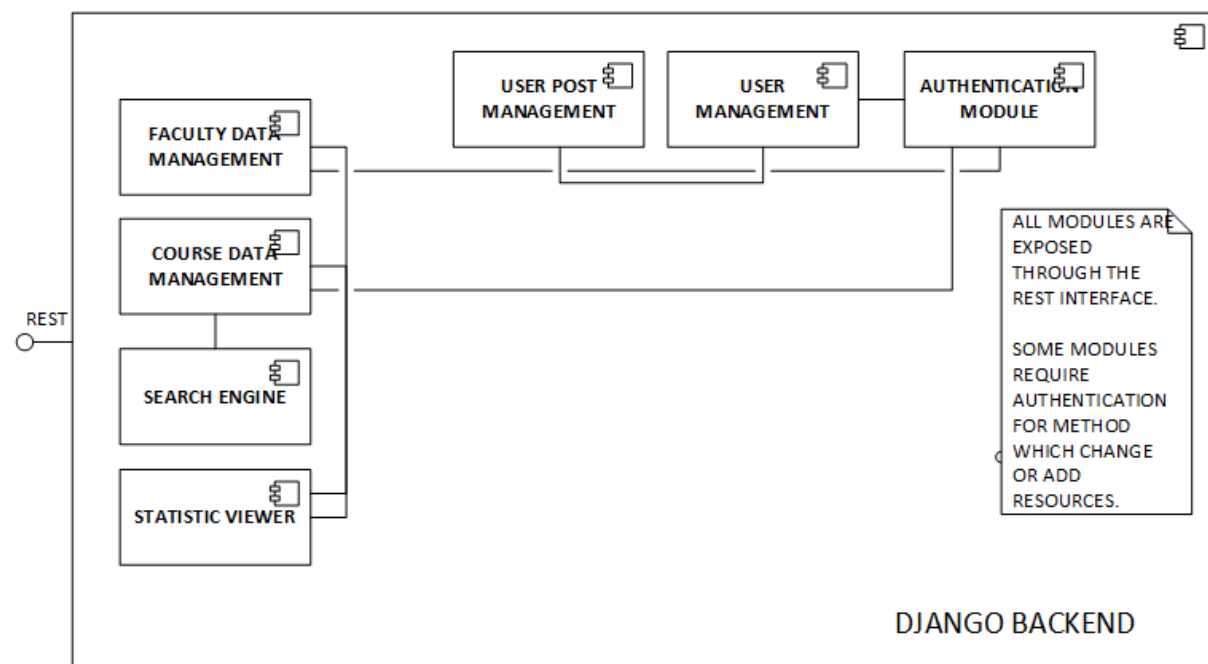 USER POST
MANAGEMENT
USER
MANAGEMENT
AUTHENTICATION
MODULE
FACULTY DATA
MANAGEMENT
COURSE DATA
MANAGEMENT
REST
SEARCH ENGINE
STATISTIC VIEWER
ALL MODULES ARE
EXPOSED
THROUGH THE
REST INTERFACE.
SOME MODULES
REQUIRE
AUTHENTICATION
FOR METHOD
WHICH CHANGE
OR ADD
RESOURCES.
DJANGO BACKEND